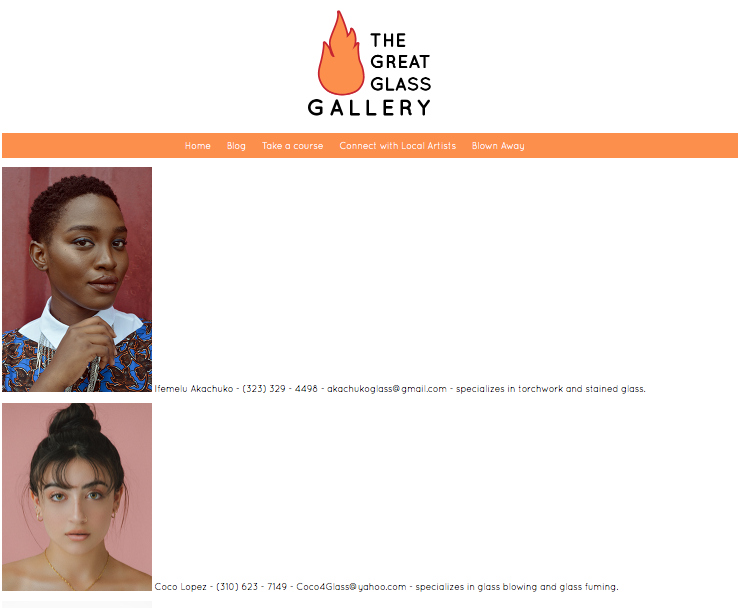 THE
GREAT
GLASS
GALLERY
Home Blog Take a course Connect with Local Artists Blown Away
Ifemelu Akachuko - (323) 329 - 4498 - akachukoglass@gmail.com - specializes in torchwork and stained glass.
Coco Lopez - (310) 623 - 7149 - Coco4Glass@yahoo.com - specializes in glass blowing and glass fuming.